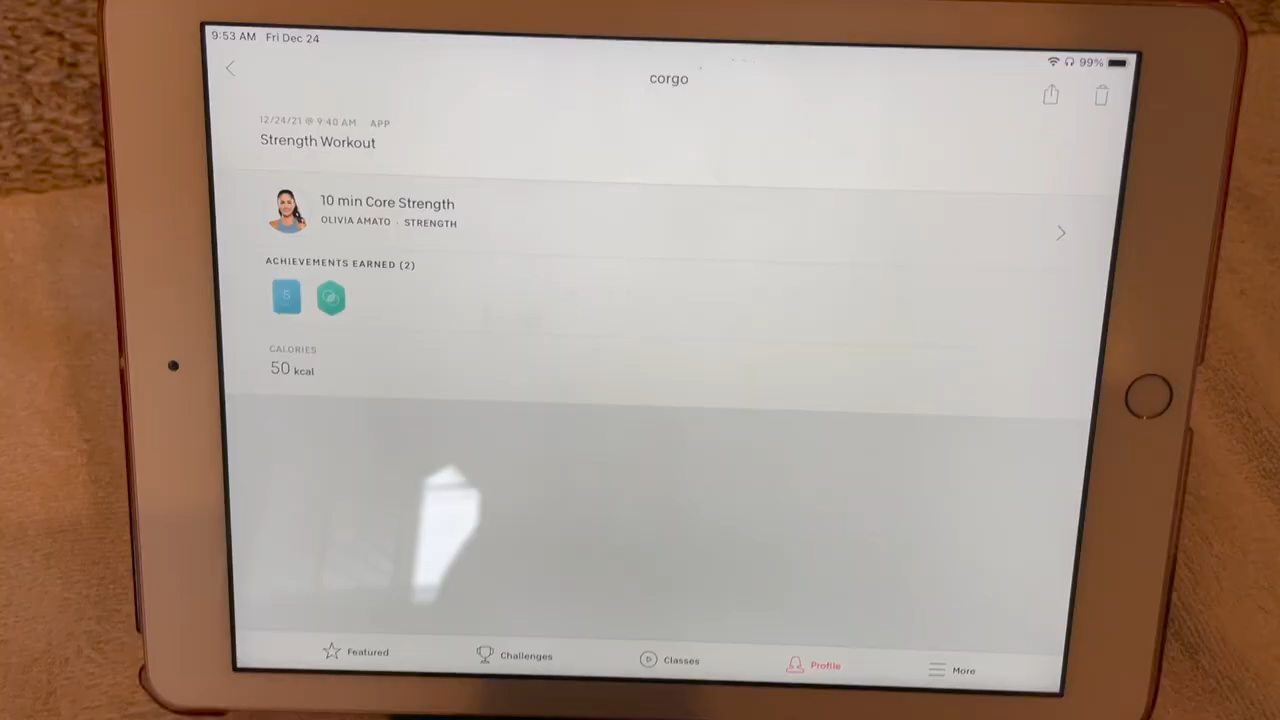 9:53 AM Fri Dec 24
99%
corgo
12/24/21 @ 9:40 AM APP
Strength Workout
10 min Core Strength
OLIVIA AMATO · STRENGTH
ACHIEVEMENTS EARNED (2)
5
CALORIES
50 kcal
Featured
Challenges
Classes
Profile
More